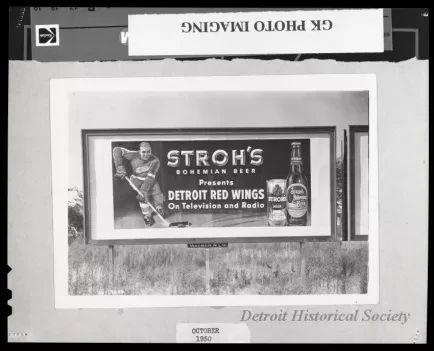 GK PHOTO IMAGING
STROH'S
BOHEMIAN BEER
Presents
DETROIT RED WINGS
On Television and Radio
STROH'S
Detroit Historical Society
OCTOBER
1950